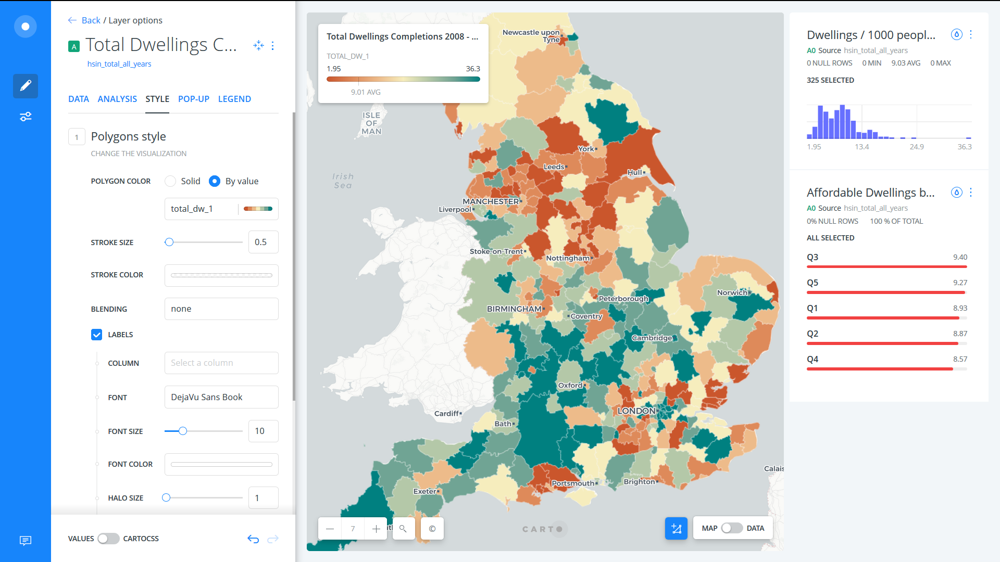 Back / Layer options
A
Total Dwellings C...
hsin_total_all_years
DATA ANALYSIS STYLE POP-UP LEGEND
1
Polygons style
CHANGE THE VISUALIZATION
POLYGON COLOR Solid By value
total_dw_1
STROKE SIZE 0.5
STROKE COLOR
BLENDING none
LABELS
COLUMN Select a column
FONT DejaVu Sans Book
FONT SIZE 10
FONT COLOR
HALO SIZE 1
VALUES CARTOCSS
Total Dwellings Completions 2008 - ...
TOTAL_DW_1
1.95 36.3
9.01 AVG
Newcastle upon
Tyne
ISLE
OF
MAN
York
Leeds
Hull
Irish
Sea
MANCHESTER
Liverpool
Stoke-on-Trent
Nottingham
Norwich
Peterborough
BIRMINGHAM
Coventry
Cambridge
Oxford
LONDON
Cardiff
Bath
Calais
Portsmouth
Brighton
Exeter
7
©
CARTO
MAP DATA
Dwellings / 1000 peopl...
A0 Source hsin_total_all_years
0 NULL ROWS 0 MIN 9.03 AVG 0 MAX
325 SELECTED
1.95 13.4 24.9 36.3
Affordable Dwellings b...
A0 Source hsin_total_all_years
0% NULL ROWS 100 % OF TOTAL
ALL SELECTED
Q3 9.40
Q5 9.27
Q1 8.93
Q2 8.87
Q4 8.57